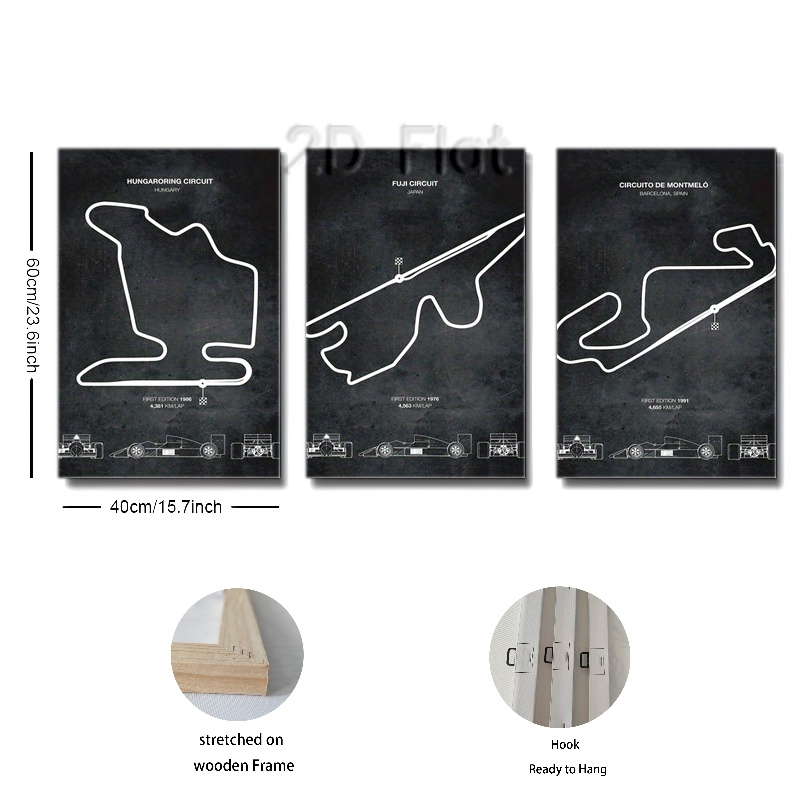 2D Flat
HUNGARORING CIRCUIT
HUNGARY
FUJI CIRCUIT
JAPAN
CIRCUITO DE MONTMELÓ
BARCELONA, SPAIN
60cm/23.6inch
FIRST EDITION 1986
4,381 KM/LAP
FIRST EDITION 1976
4,563 KM/LAP
FIRST EDITION 1991
4,655 KM/LAP
40cm/15.7inch
stretched on
wooden Frame
Hook
Ready to Hang